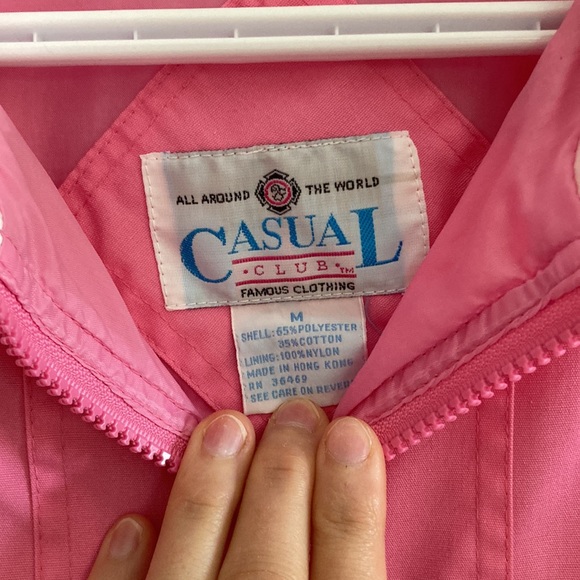 ALL AROUND THE WORLD
CASUAL
·CLUB·™
FAMOUS CLOTHING
M
SHELL:65%POLYESTER
35%COTTON
LINING:100%NYLON
MADE IN HONG KONG
RN 36469
SEE CARE ON REVER